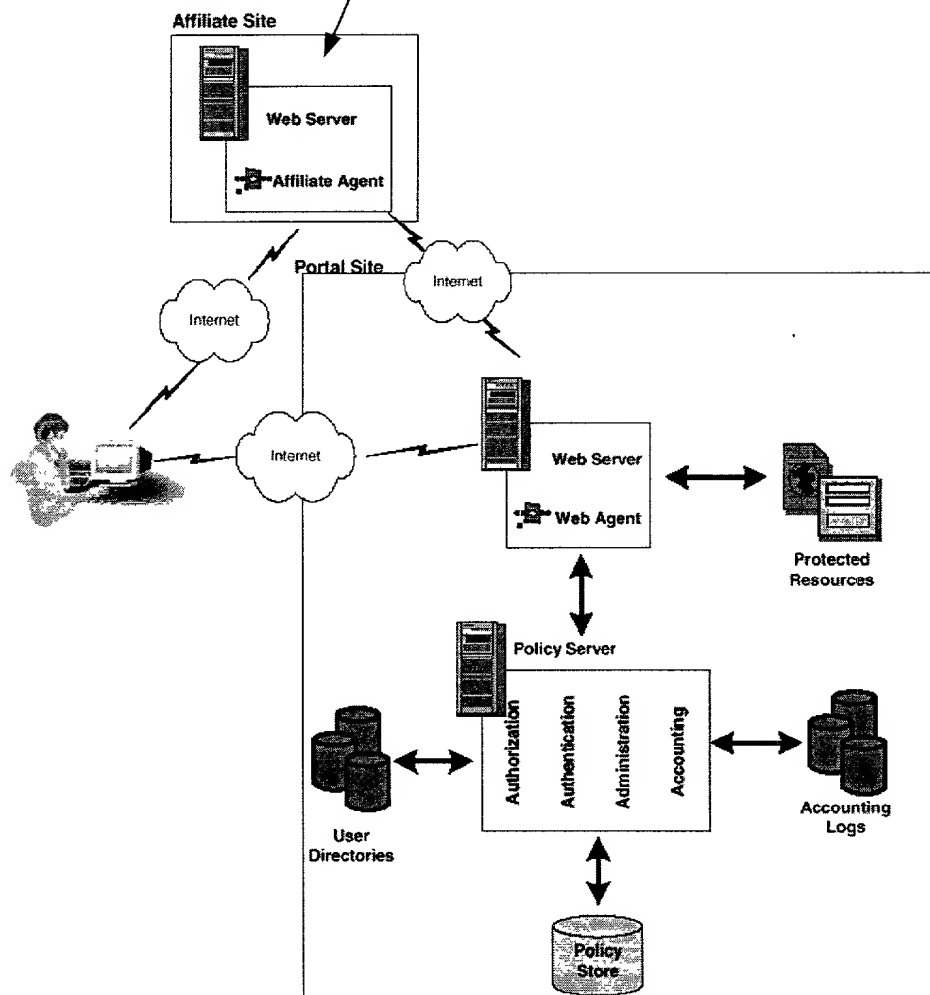 Affiliate Site
Web Server
Affiliate Agent
Portal Site
Internet
Internet
Internet
Web Server
Web Agent
Protected
Resources
Policy Server
Authorization
Authentication
Administration
Accounting
User
Directories
Accounting
Logs
Policy
Store